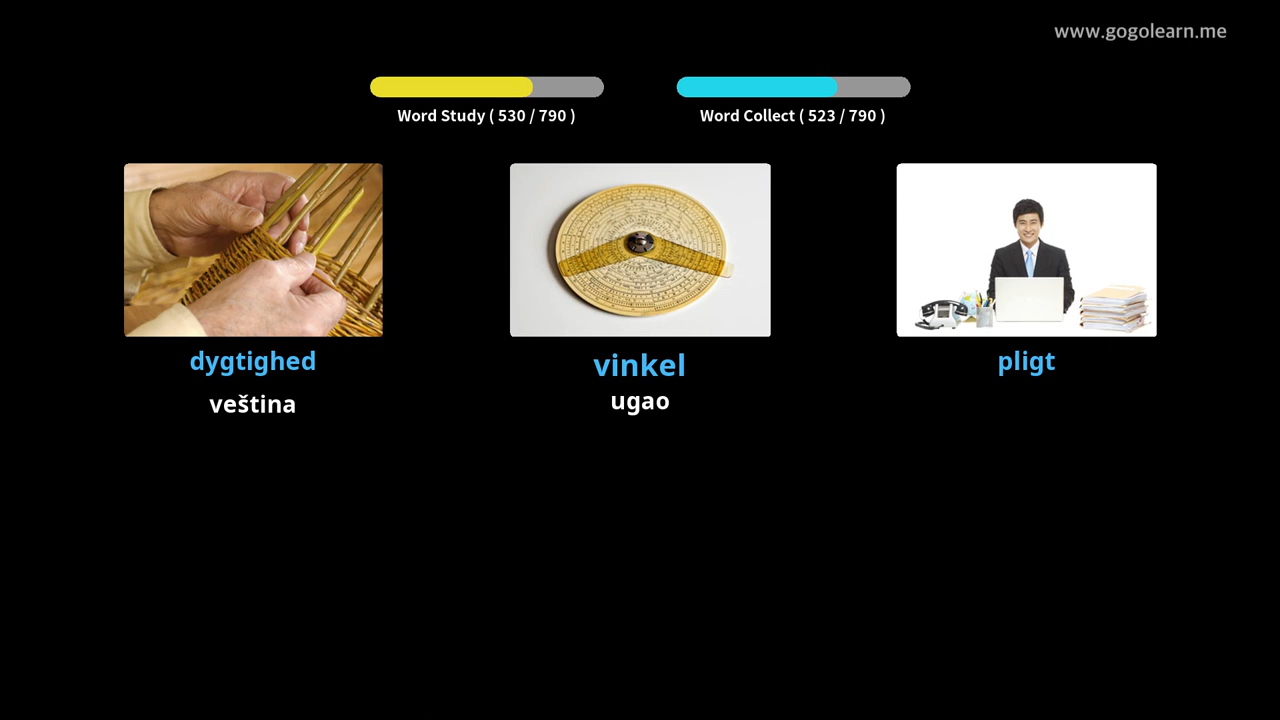 www.gogolearn.me
Word Study ( 530 / 790 )
Word Collect ( 523 / 790 )
dygtighed
veština
vinkel
ugao
pligt